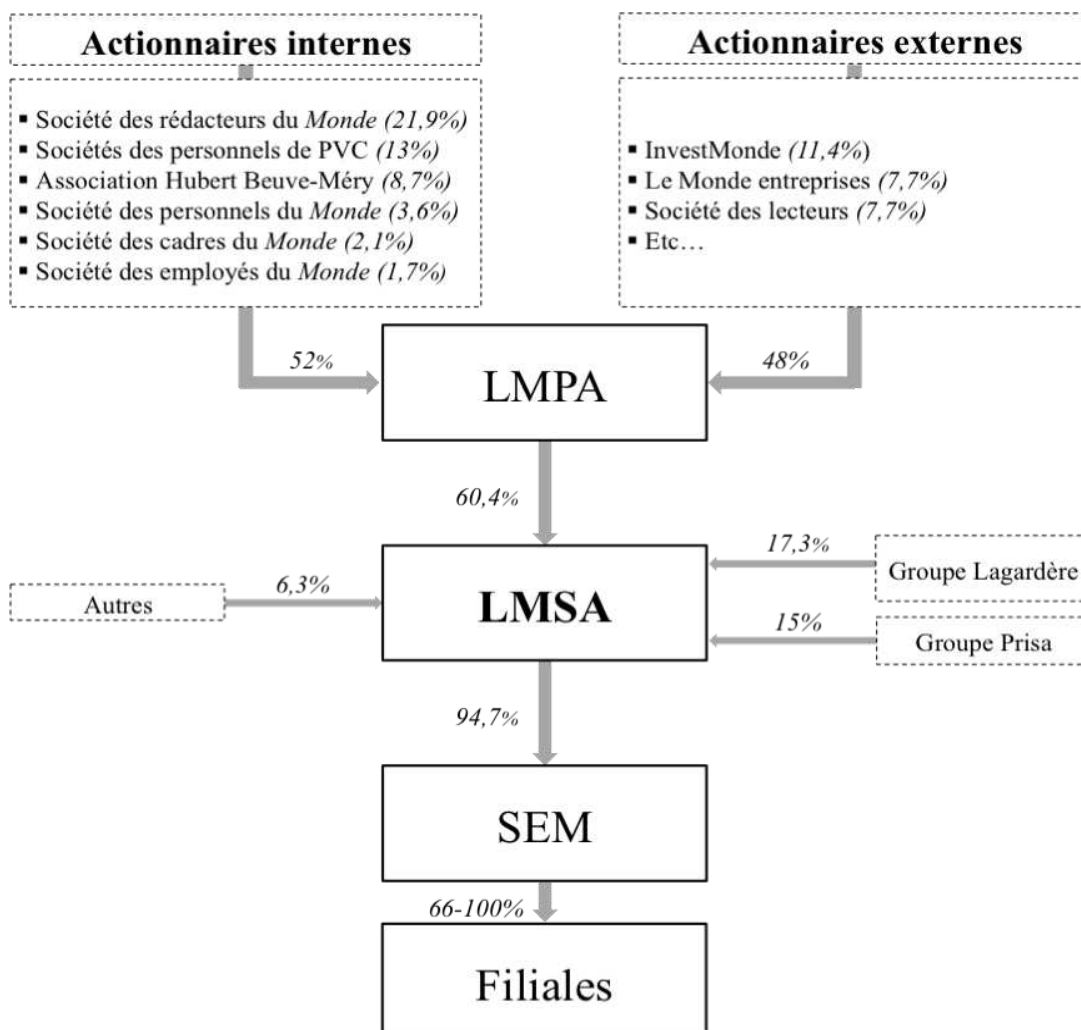 Actionnaires internes
▪ Société des rédacteurs du Monde (21,9%)
▪ Sociétés des personnels de PVC (13%)
▪ Association Hubert Beuve-Méry (8,7%)
▪ Société des personnels du Monde (3,6%)
▪ Société des cadres du Monde (2,1%)
▪ Société des employés du Monde (1,7%)
Actionnaires externes
▪ InvestMonde (11,4%)
▪ Le Monde entreprises (7,7%)
▪ Société des lecteurs (7,7%)
▪ Etc…
52%
LMPA
48%
60,4%
Autres
6,3%
LMSA
17,3%
Groupe Lagardère
15%
Groupe Prisa
94,7%
SEM
66-100%
Filiales